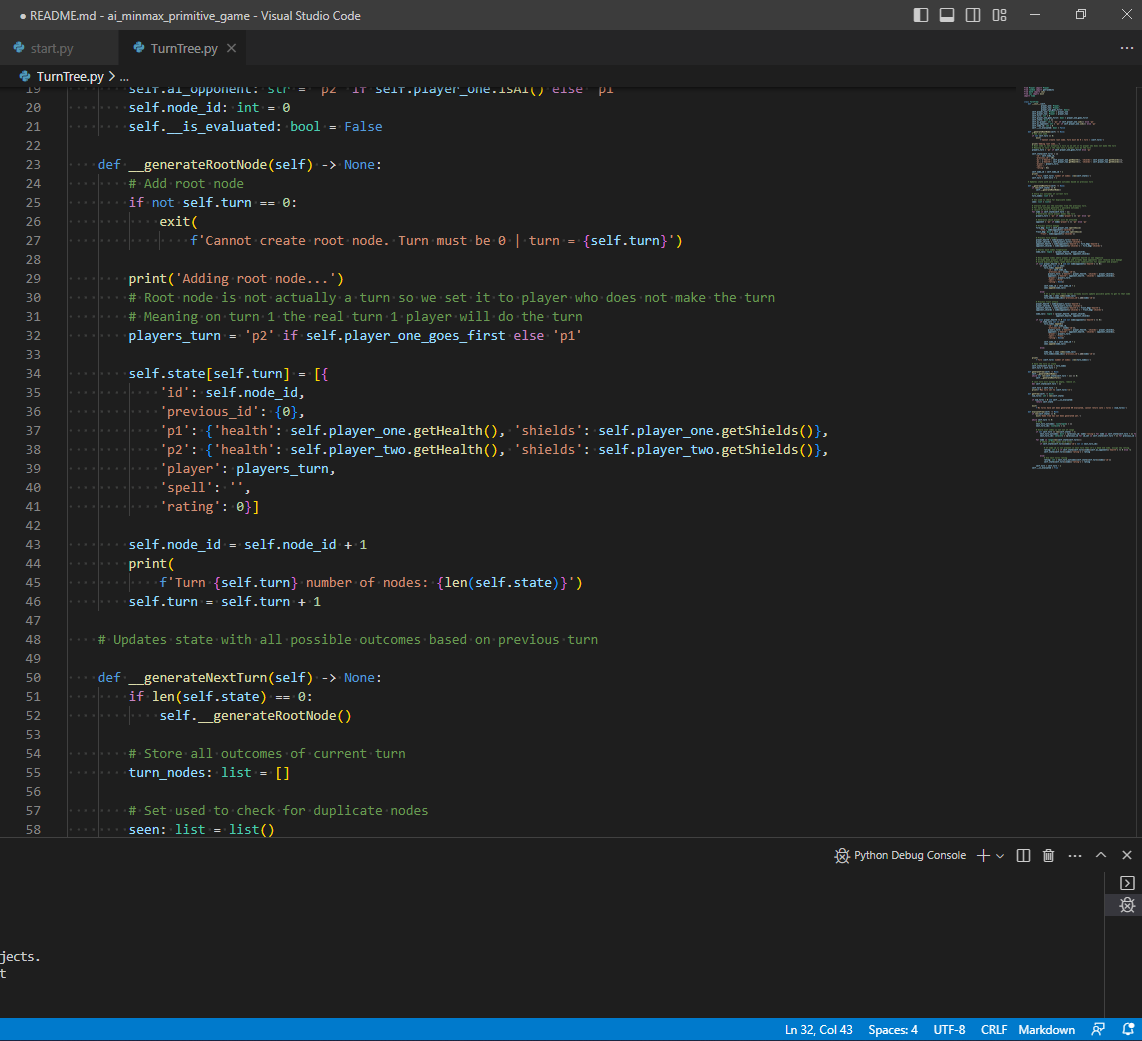 ● README.md - ai_minmax_primitive_game - Visual Studio Code
start.py
TurnTree.py
TurnTree.py > ...
19 self.ai_opponent: str = 'p2' if self.player_one.isAi() else 'p1'
20 self.node_id: int = 0
21 self.__is_evaluated: bool = False
22
23 def __generateRootNode(self) -> None:
24 # Add root node
25 if not self.turn == 0:
26 exit(
27 f'Cannot create root node. Turn must be 0 | turn = {self.turn}')
28
29 print('Adding root node...')
30 # Root node is not actually a turn so we set it to player who does not make the turn
31 # Meaning on turn 1 the real turn 1 player will do the turn
32 players_turn = 'p2' if self.player_one_goes_first else 'p1'
33
34 self.state[self.turn] = [{
35 'id': self.node_id,
36 'previous_id': {0},
37 'p1': {'health': self.player_one.getHealth(), 'shields': self.player_one.getShields()},
38 'p2': {'health': self.player_two.getHealth(), 'shields': self.player_two.getShields()},
39 'player': players_turn,
40 'spell': '',
41 'rating': 0}]
42
43 self.node_id = self.node_id + 1
44 print(
45 f'Turn {self.turn} number of nodes: {len(self.state)}')
46 self.turn = self.turn + 1
47
48 # Updates state with all possible outcomes based on previous turn
49
50 def __generateNextTurn(self) -> None:
51 if len(self.state) == 0:
52 self.__generateRootNode()
53
54 # Store all outcomes of current turn
55 turn_nodes: list = []
56
57 # Set used to check for duplicate nodes
58 seen: list = list()
Python Debug Console
jects.
t
Ln 32, Col 43 Spaces: 4 UTF-8 CRLF Markdown